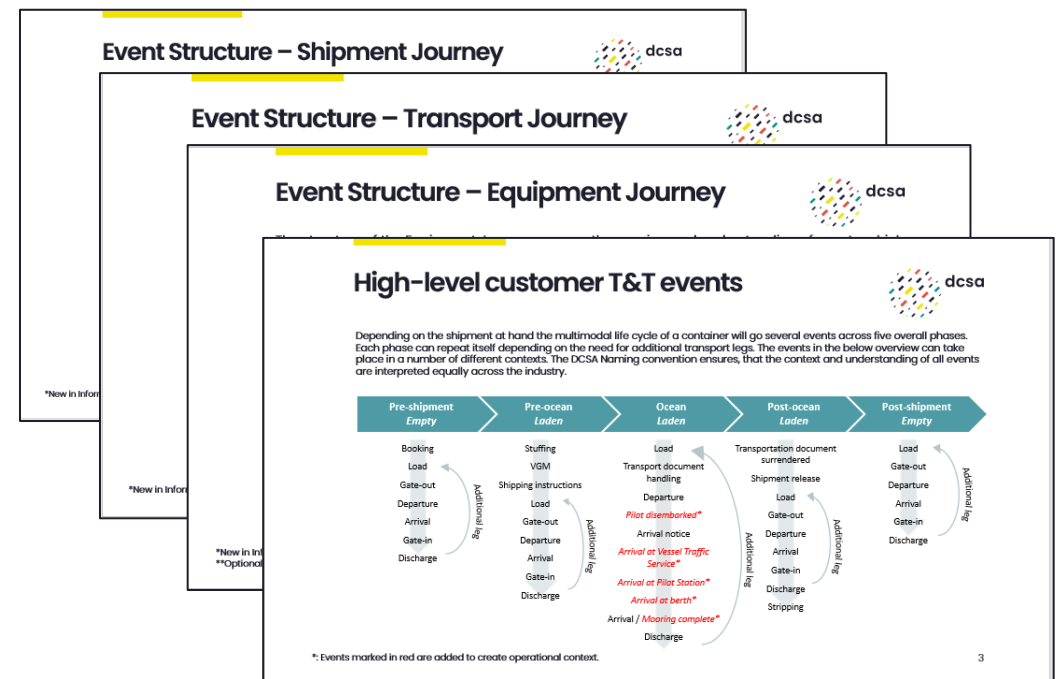 Event Structure – Shipment Journey
dcsa
Event Structure – Transport Journey
dcsa
Event Structure – Equipment Journey
dcsa
*New in Inform
*New in Inform
*New in Inf
**Optional
High-level customer T&T events
dcsa
Depending on the shipment at hand the multimodal life cycle of a container will go several events across five overall phases.
Each phase can repeat itself depending on the need for additional transport legs. The events in the below overview can take
place in a number of different contexts. The DCSA Naming convention ensures, that the context and understanding of all events
are interpreted equally across the industry.
Pre-shipment
Empty
Booking
Load
Gate-out
Departure
Arrival
Gate-in
Discharge
Additional leg
Pre-ocean
Laden
Stuffing
VGM
Shipping instructions
Load
Gate-out
Departure
Arrival
Gate-in
Discharge
Additional leg
Ocean
Laden
Load
Transport document
handling
Departure
Pilot disembarked*
Arrival notice
Arrival at Vessel Traffic
Service*
Arrival at Pilot Station*
Arrival at berth*
Arrival / Mooring complete*
Discharge
Additional leg
Post-ocean
Laden
Transportation document
surrendered
Shipment release
Load
Gate-out
Departure
Arrival
Gate-in
Discharge
Stripping
Additional leg
Post-shipment
Empty
Load
Gate-out
Departure
Arrival
Gate-in
Discharge
Additional leg
*: Events marked in red are added to create operational context.
3